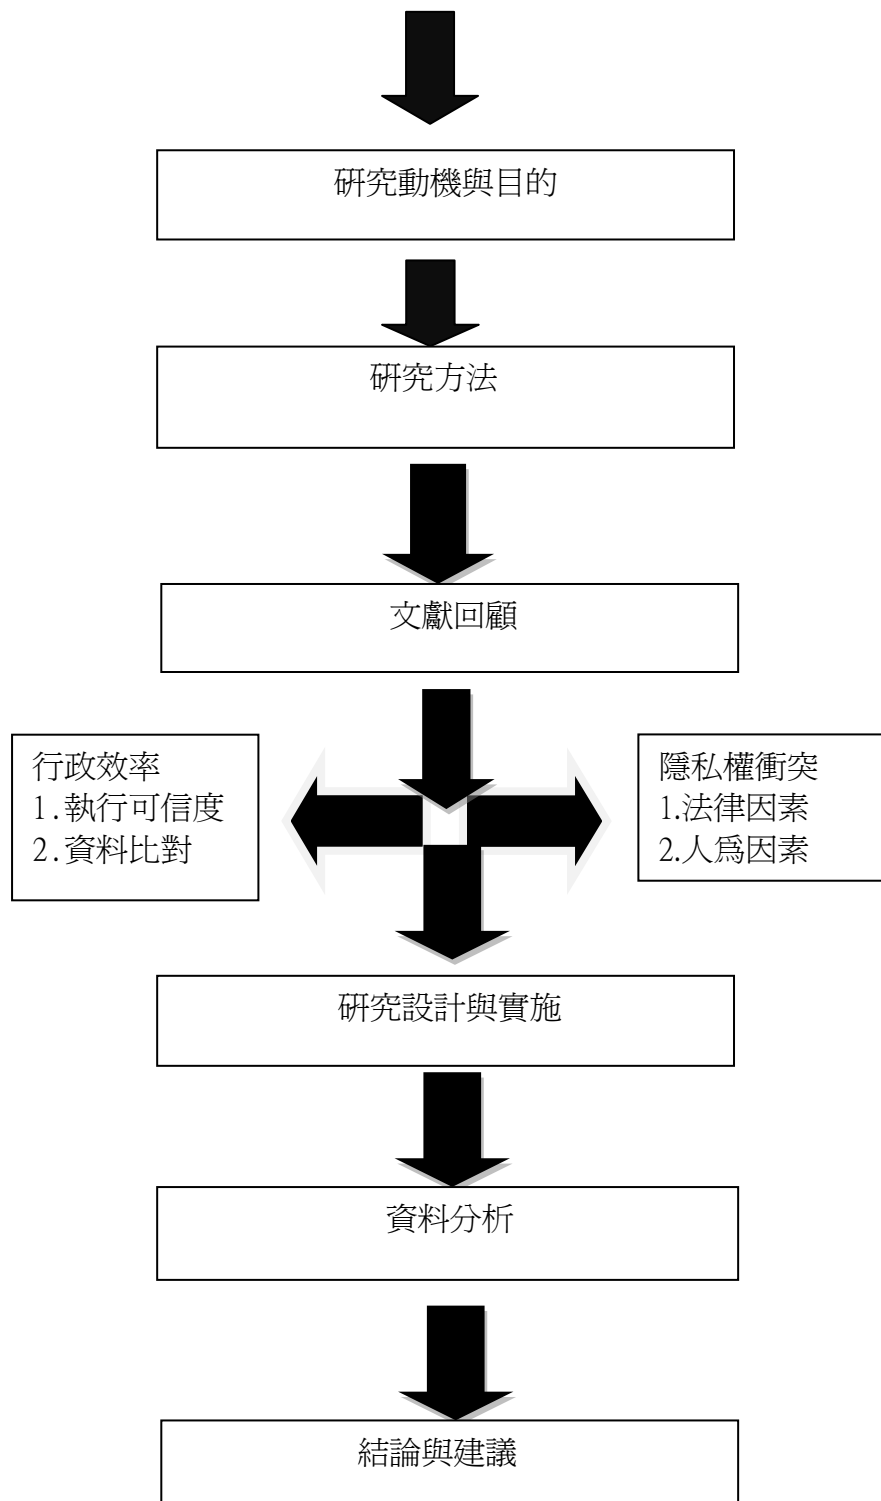 研究動機與目的
研究方法
文獻回顧
行政效率
1.執行可信度
2.資料比對
隱私權衝突
1.法律因素
2.人為因素
研究設計與實施
資料分析
結論與建議